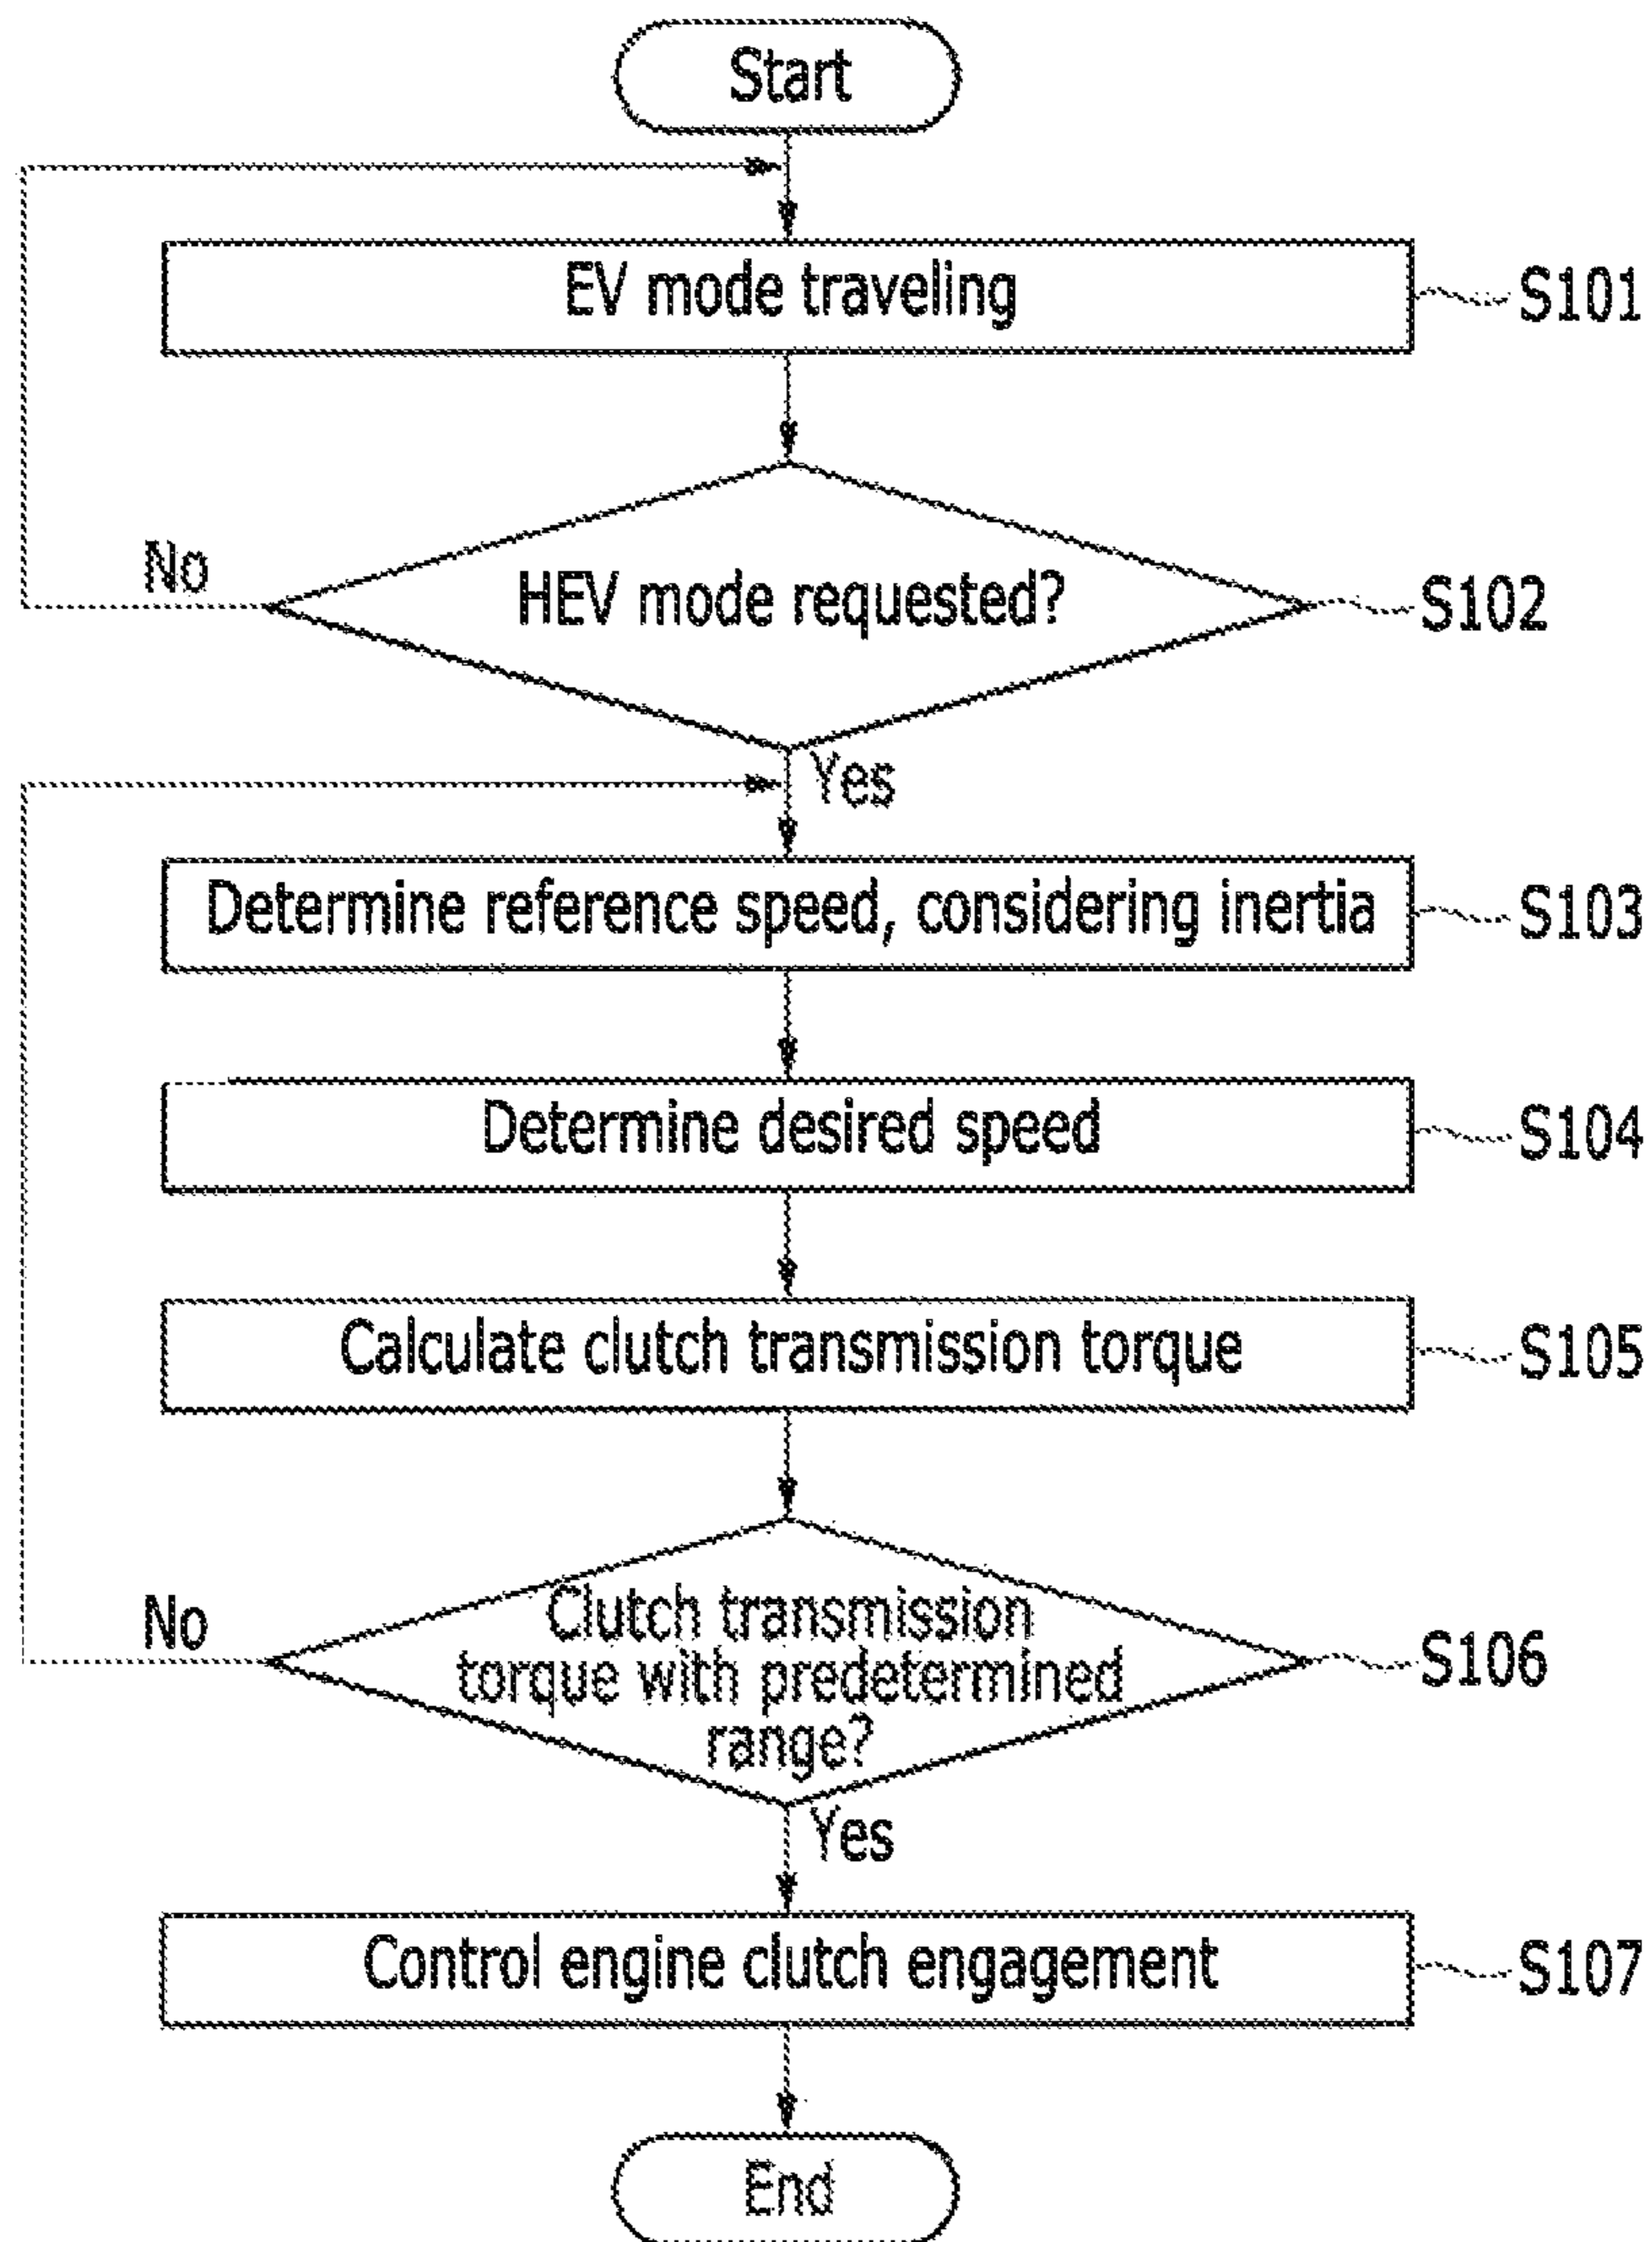 Start
EV mode traveling
S101
No
HEV mode requested?
S102
Yes
Determine reference speed, considering inertia
S103
Determine desired speed
S104
Calculate clutch transmission torque
S105
No
Clutch transmission
torque with predetermined
range?
S106
Yes
Control engine clutch engagement
S107
End